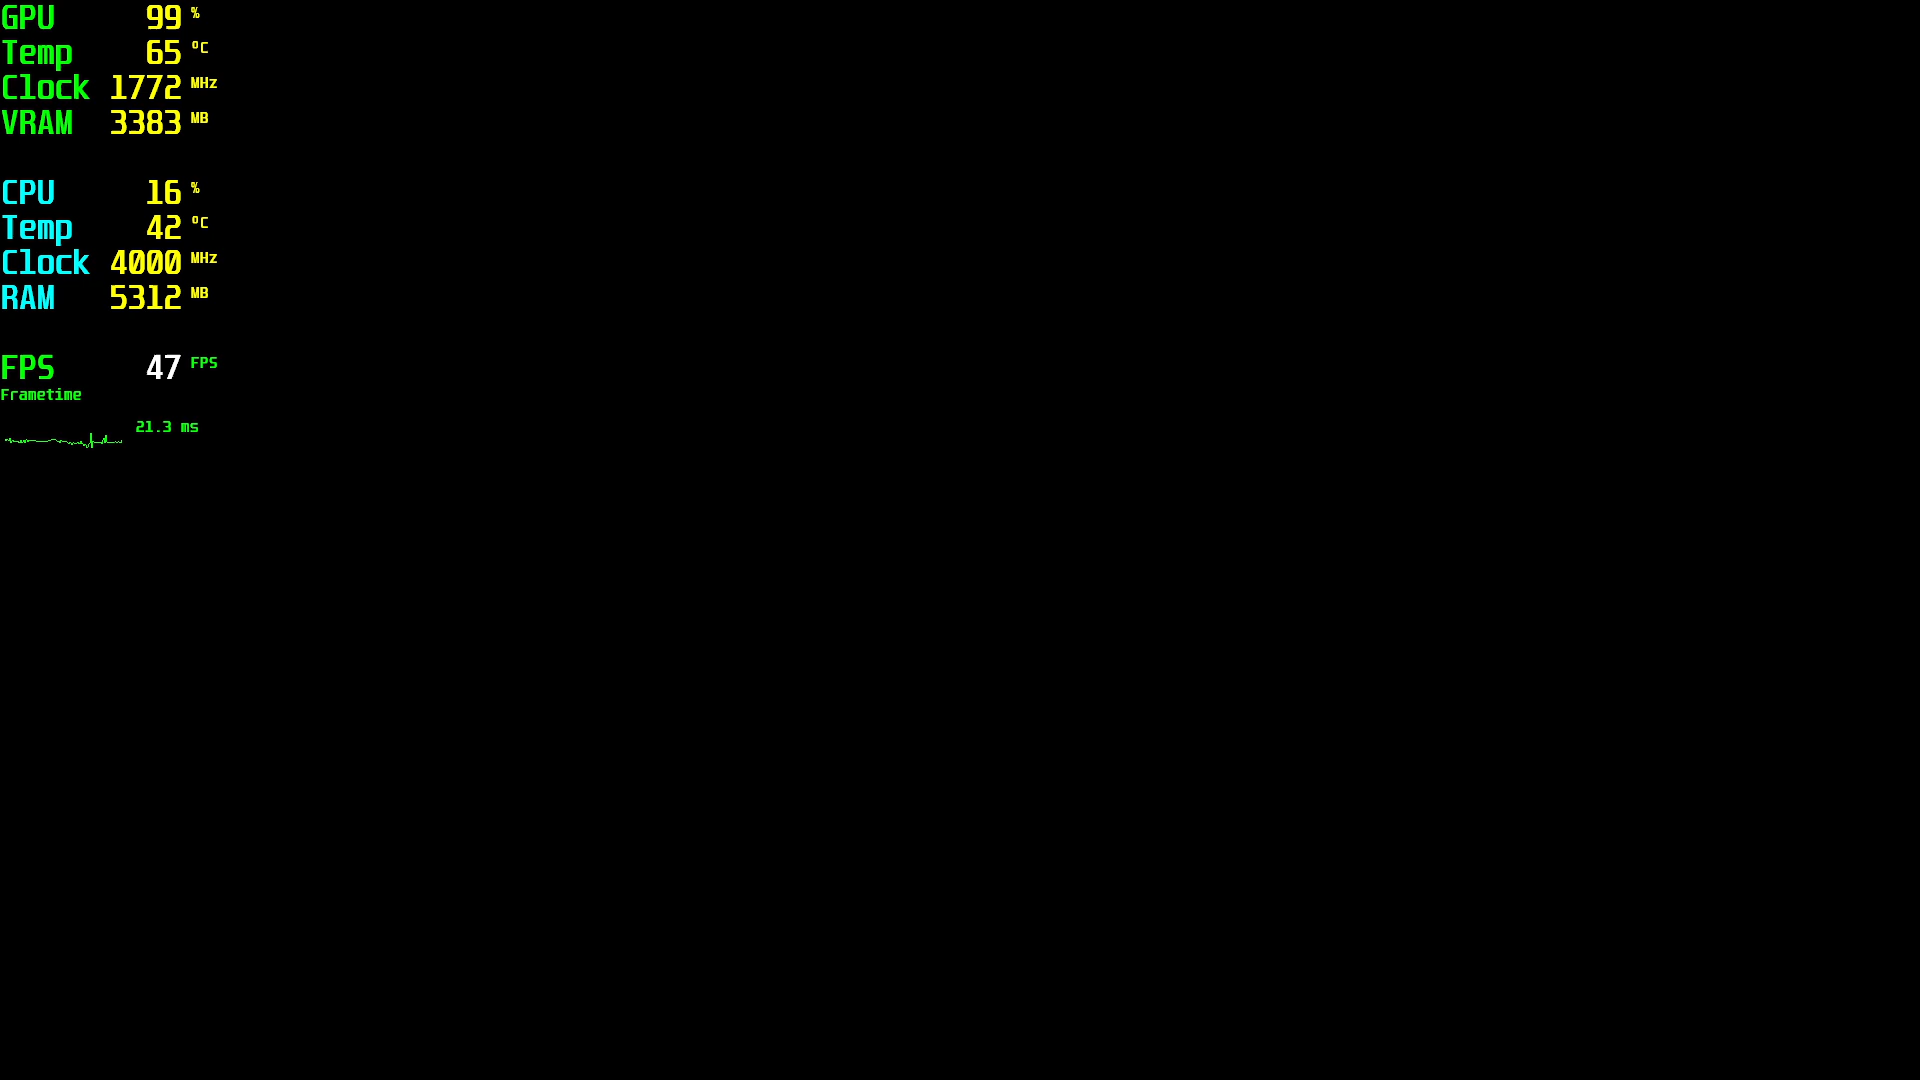 GPU 99 %
Temp 65 °C
Clock 1772 MHz
VRAM 3383 MB
CPU 16 %
Temp 42 °C
Clock 4000 MHz
RAM 5312 MB
FPS 47 FPS
Frametime
21.3 ms